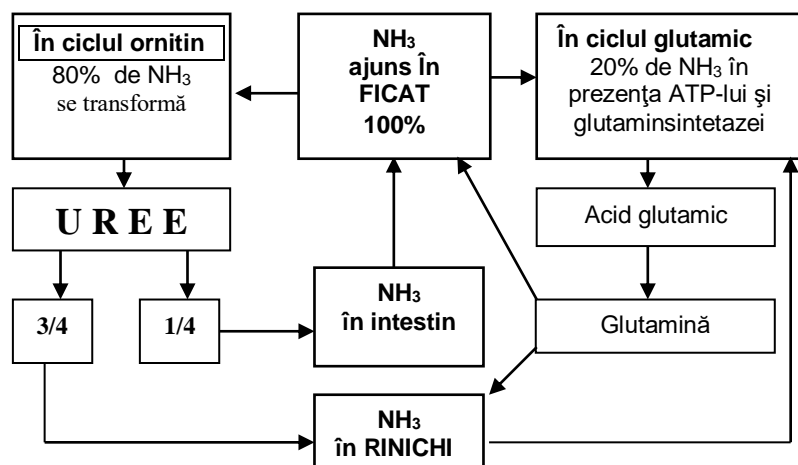 În ciclul ornitin
80% de NH₃
se transformă
NH₃
ajuns În
FICAT
100%
În ciclul glutamic
20% de NH₃ în
prezenţa ATP-lui şi
glutaminsintetazei
U R E E
Acid glutamic
3/4
1/4
NH₃
în intestin
Glutamină
NH₃
în RINICHI